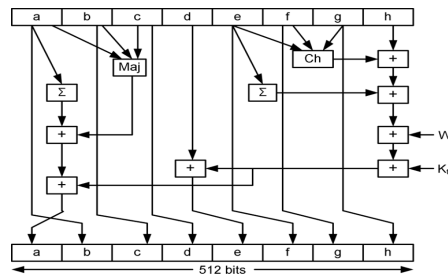 a b c d e f g h
Maj Ch +
Σ Σ +
+ + W
+ + K
+
a b c d e f g h
512 bits